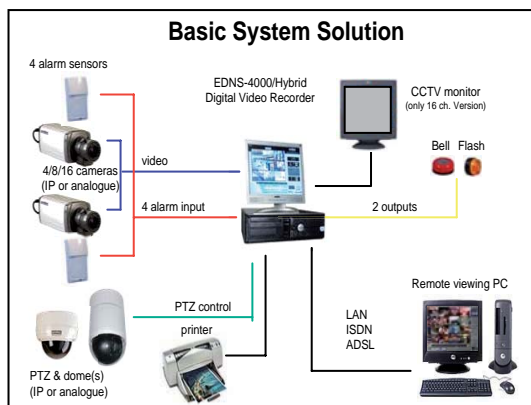 Basic System Solution
4 alarm sensors
EDNS-4000/Hybrid
Digital Video Recorder
CCTV monitor
(only 16 ch. Version)
Bell Flash
4/8/16 cameras
(IP or analogue)
video
4 alarm input
2 outputs
PTZ control
printer
LAN
ISDN
ADSL
Remote viewing PC
PTZ & dome(s)
(IP or analogue)